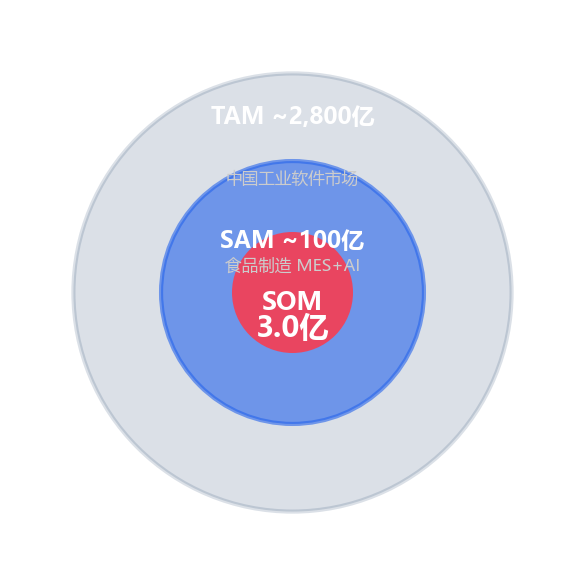 TAM ~2,800亿
中国工业软件市场
SAM ~100亿
食品制造 MES+AI
SOM
3.0亿